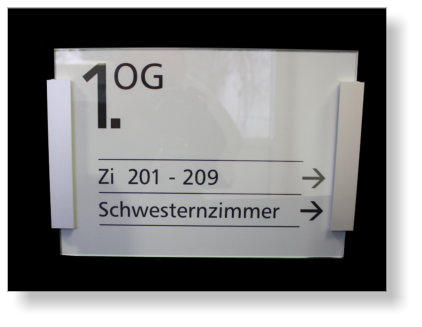 1. OG
Zi 201 - 209 →
Schwesternzimmer →